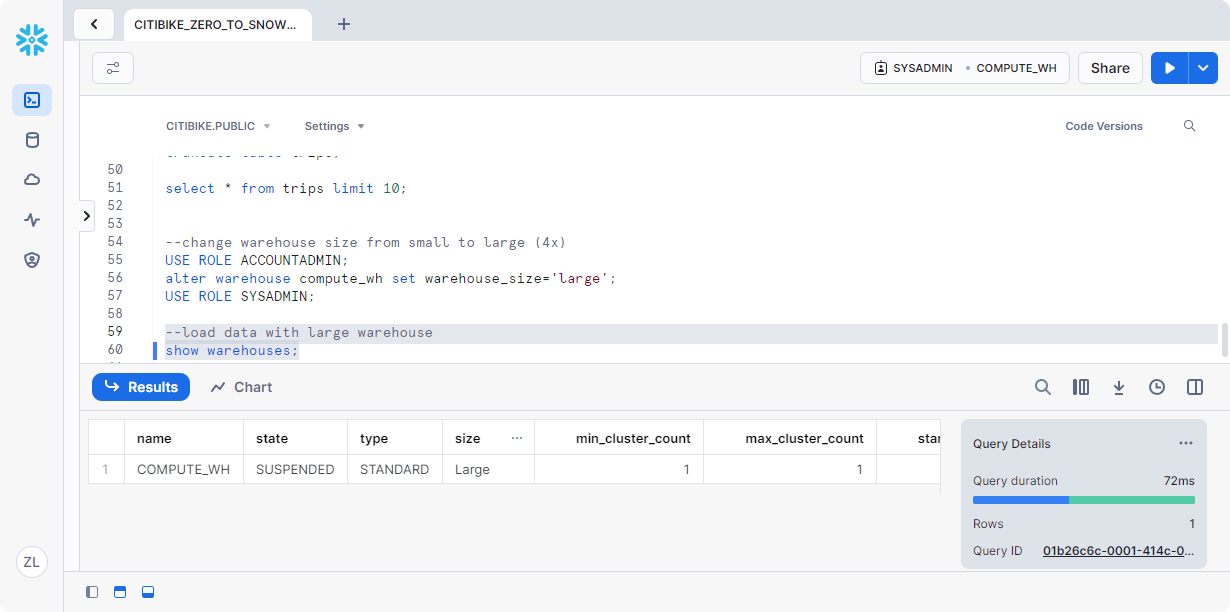 CITIBIKE_ZERO_TO_SNOW...
SYSADMIN COMPUTE_WH
Share
CITIBIKE.PUBLIC Settings Code Versions
50
51 select * from trips limit 10;
52
53
54 --change warehouse size from small to large (4x)
55 USE ROLE ACCOUNTADMIN;
56 alter warehouse compute_wh set warehouse_size='large';
57 USE ROLE SYSADMIN;
58
59 --load data with large warehouse
60 show warehouses;
Results Chart
name state type size ... min_cluster_count max_cluster_count
1 COMPUTE_WH SUSPENDED STANDARD Large 1 1
Query Details ...
Query duration 72ms
Rows 1
Query ID 01b26c6c-0001-414c-0...
ZL